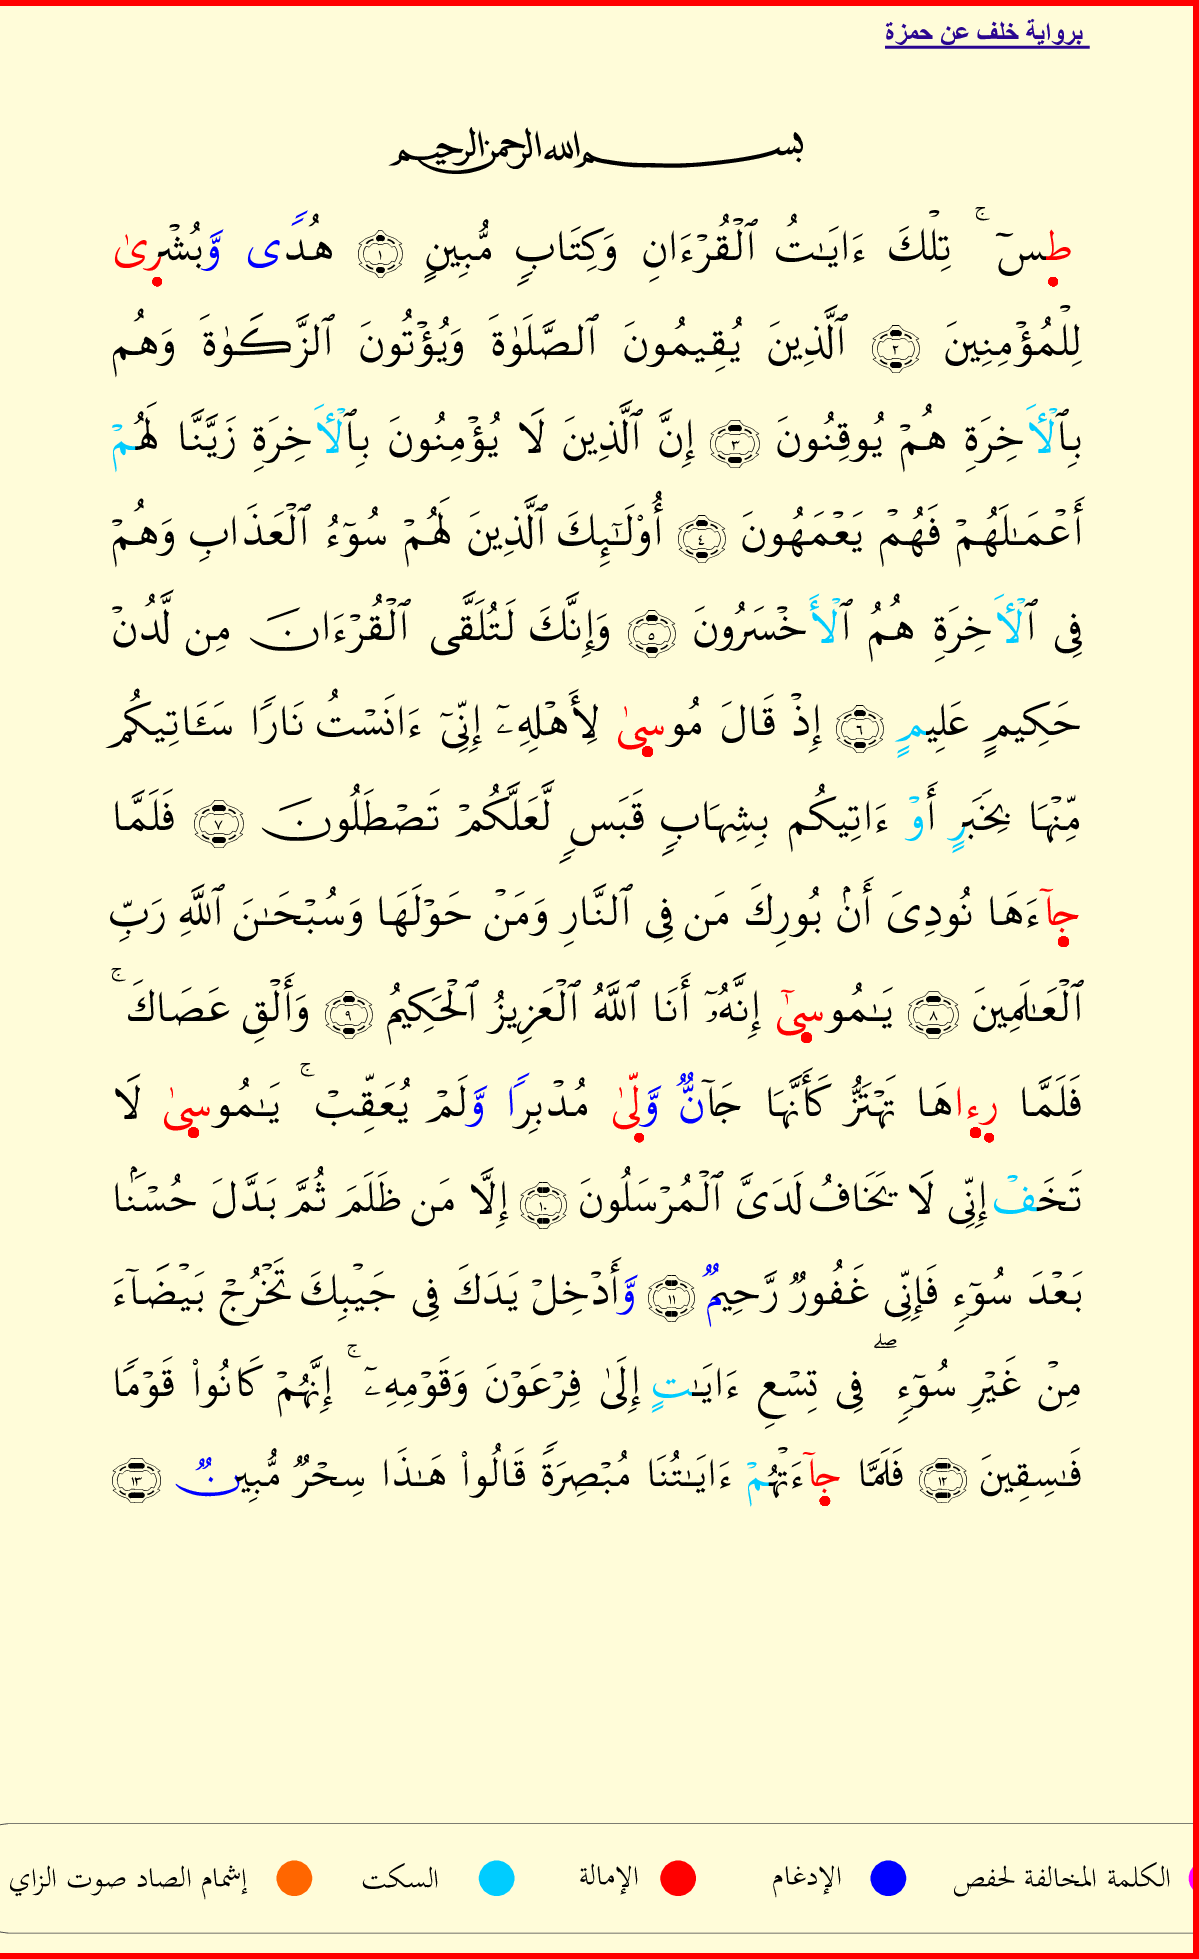 برواية خلف عن حمزة
بسم الله الرحمن الرحيم
طسٓۚ تِلْكَ ءَايَـٰتُ ٱلْقُرْءَانِ وَكِتَابٍ مُّبِينٍ ١ هُدًى وَّبُشْرِىٰ
لِلْمُؤْمِنِينَ ٢ ٱلَّذِينَ يُقِيمُونَ ٱلصَّلَوٰةَ وَيُؤْتُونَ ٱلزَّكَوٰةَ وَهُم
بِٱلْأَخِرَةِ هُمْ يُوقِنُونَ ٣ إِنَّ ٱلَّذِينَ لَا يُؤْمِنُونَ بِٱلْأَخِرَةِ زَيَّنَّا لَهُمْ
أَعْمَـٰلَهُمْ فَهُمْ يَعْمَهُونَ ٤ أُوْلَـٰٓئِكَ ٱلَّذِينَ لَهُمْ سُوٓءُ ٱلْعَذَابِ وَهُمْ
فِى ٱلْأَخِرَةِ هُمُ ٱلْأَخْسَرُونَ ٥ وَإِنَّكَ لَتُلَقَّى ٱلْقُرْءَانَ مِن لَّدُنْ
حَكِيمٍ عَلِيمٍ ٦ إِذْ قَالَ مُوسِىٰ لِأَهْلِهِۦٓ إِنِّىٓ ءَانَسْتُ نَارًا سَـَٔاتِيكُم
مِّنْهَا بِخَبَرٍ أَوْ ءَاتِيكُم بِشِهَابٍ قَبَسٍ لَّعَلَّكُمْ تَصْطَلُونَ ٧ فَلَمَّا
جآءَهَا نُودِىَ أَنۢ بُورِكَ مَن فِى ٱلنَّارِ وَمَنْ حَوْلَهَا وَسُبْحَـٰنَ ٱللَّهِ رَبِّ
ٱلْعَـٰلَمِينَ ٨ يَـٰمُوسِىٰٓ إِنَّهُۥٓ أَنَا ٱللَّهُ ٱلْعَزِيزُ ٱلْحَكِيمُ ٩ وَأَلْقِ عَصَاكَۚ
فَلَمَّا رءاهَا تَهْتَزُّ كَأَنَّهَا جَآنٌّ وَّلِّىٰ مُدْبِرًا وَّلَمْ يُعَقِّبْۚ يَـٰمُوسِىٰ لَا
تَخَفْ إِنِّى لَا يَخَافُ لَدَىَّ ٱلْمُرْسَلُونَ ١٠ إِلَّا مَن ظَلَمَ ثُمَّ بَدَّلَ حُسْنَۢا
بَعْدَ سُوٓءٍ فَإِنِّى غَفُورٌ رَّحِيمٌ ١١ وَّأَدْخِلْ يَدَكَ فِى جَيْبِكَ تَخْرُجْ بَيْضَآءَ
مِنْ غَيْرِ سُوٓءٍۖ فِى تِسْعِ ءَايَـٰتٍ إِلَىٰ فِرْعَوْنَ وَقَوْمِهِۦٓۚ إِنَّهُمْ كَانُواْ قَوْمًا
فَـٰسِقِينَ ١٢ فَلَمَّا جآءَتْهُمْ ءَايَـٰتُنَا مُبْصِرَةً قَالُواْ هَـٰذَا سِحْرٌ مُّبِينٌ ١٣
الكلمة المخالفة لحفص الإدغام الإمالة السكت إشمام الصاد صوت الزاي